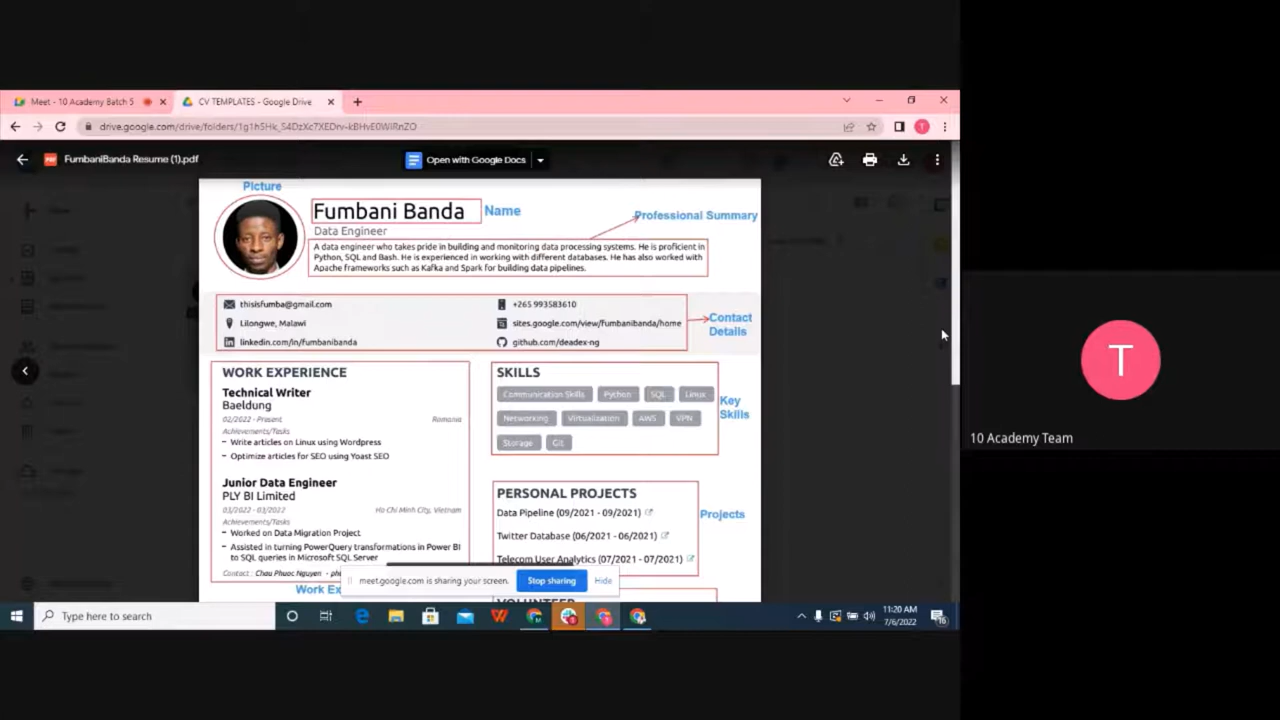 Meet - 10 Academy Batch 5
CV TEMPLATES - Google Drive
drive.google.com/drive/folders/1g1h5Hk_S4DzXc7XEDrv-kBHvE0WiRnZO
FumbaniBanda Resume (1).pdf
Open with Google Docs
Picture
Fumbani Banda
Name
Data Engineer
Professional Summary
A data engineer who takes pride in building and monitoring data processing systems. He is proficient in
Python, SQL and Bash. He is experienced in working with different databases. He has also worked with
Apache frameworks such as Kafka and Spark for building data pipelines.
thisisfumba@gmail.com
+265 993583610
Lilongwe, Malawi
sites.google.com/view/fumbanibanda/home
linkedin.com/in/fumbanibanda
github.com/deadex-ng
Contact
Details
WORK EXPERIENCE
Technical Writer
Baeldung
02/2022 - Present
Romania
Achievements/Tasks
- Write articles on Linux using Wordpress
- Optimize articles for SEO using Yoast SEO
Junior Data Engineer
PLY BI Limited
03/2022 - 03/2022
Ho Chi Minh City, Vietnam
Achievements/Tasks
- Worked on Data Migration Project
- Assisted in turning PowerQuery transformations in Power BI
to SQL queries in Microsoft SQL Server
Contact : Chau Phuoc Nguyen -
Work
SKILLS
Communication Skills Python SQL Linux
Networking Virtualization AWS VPN
Storage Git
Key
Skills
PERSONAL PROJECTS
Data Pipeline (09/2021 - 09/2021)
Twitter Database (06/2021 - 06/2021)
Telecom User Analytics (07/2021 - 07/2021)
Projects
VOLUNTEER
meet.google.com is sharing your screen.
Stop sharing
Hide
Type here to search
11:20 AM
7/6/2022
T
10 Academy Team